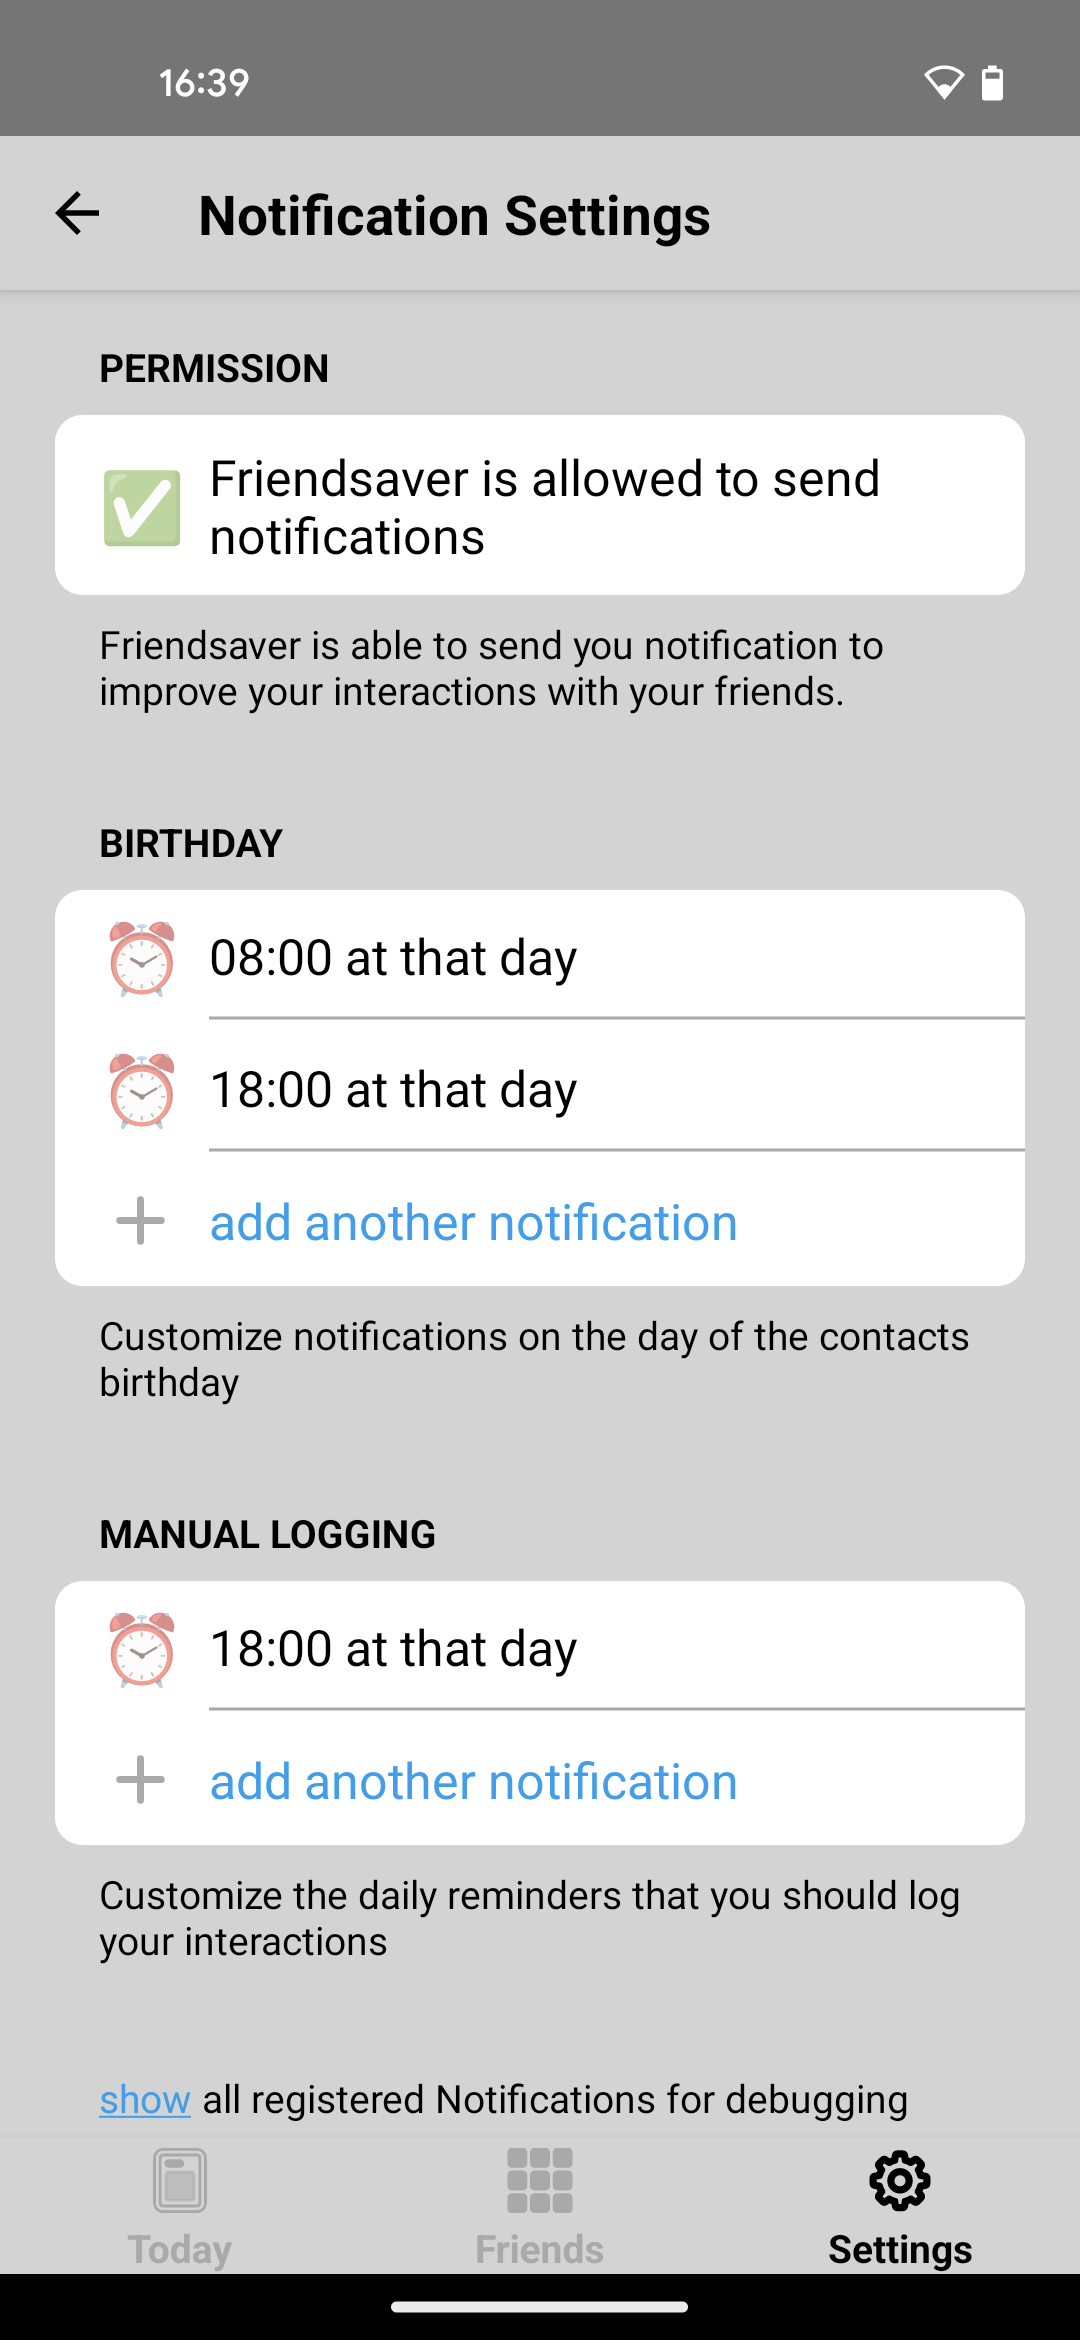 16:39
Notification Settings
PERMISSION
Friendsaver is allowed to send
notifications
Friendsaver is able to send you notification to
improve your interactions with your friends.
BIRTHDAY
08:00 at that day
18:00 at that day
add another notification
Customize notifications on the day of the contacts
birthday
MANUAL LOGGING
18:00 at that day
add another notification
Customize the daily reminders that you should log
your interactions
show all registered Notifications for debugging
Today
Friends
Settings